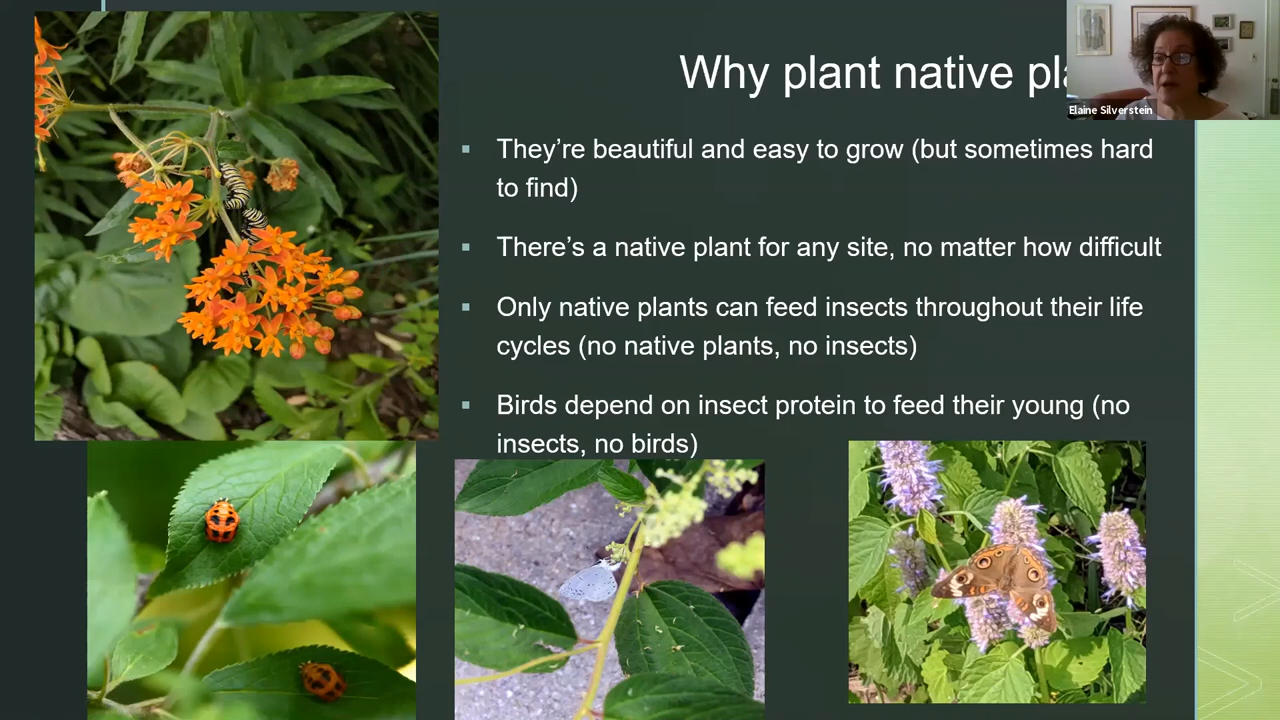 Why plant native pla
Elaine Silverstein
▪ They’re beautiful and easy to grow (but sometimes hard
to find)
▪ There’s a native plant for any site, no matter how difficult
▪ Only native plants can feed insects throughout their life
cycles (no native plants, no insects)
▪ Birds depend on insect protein to feed their young (no
insects, no birds)